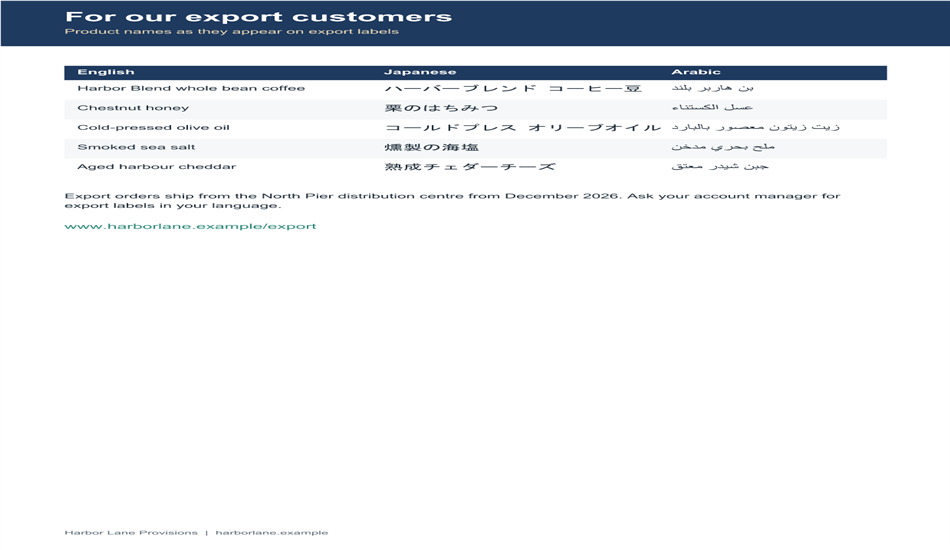 For our export customers
Product names as they appear on export labels
English Japanese Arabic
Harbor Blend whole bean coffee ハーバーブレンド コーヒー豆 بن هاربر بلند
Chestnut honey 栗のはちみつ عسل الكستناء
Cold-pressed olive oil コールドプレス オリーブオイル زيت زيتون معصور بالبارد
Smoked sea salt 燻製の海塩 ملح بحري مدخن
Aged harbour cheddar 熟成チェダーチーズ جبن شيدر معتق
Export orders ship from the North Pier distribution centre from December 2026. Ask your account manager for
export labels in your language.
www.harborlane.example/export
Harbor Lane Provisions | harborlane.example